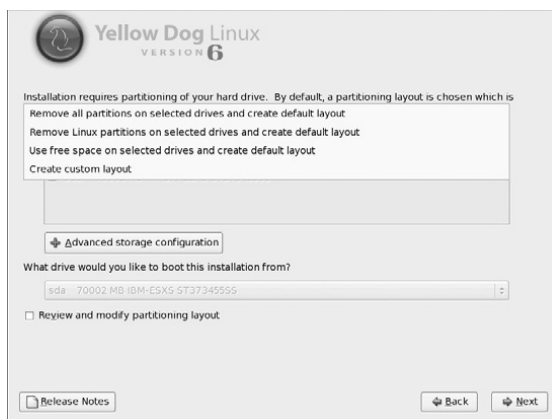 Yellow Dog Linux
VERSION 6
Installation requires partitioning of your hard drive. By default, a partitioning layout is chosen which is
Remove all partitions on selected drives and create default layout
Remove Linux partitions on selected drives and create default layout
Use free space on selected drives and create default layout
Create custom layout
Advanced storage configuration
What drive would you like to boot this installation from?
sda 70002 MB IBM-ESXS ST373455SS
Review and modify partitioning layout
Release Notes
Back
Next